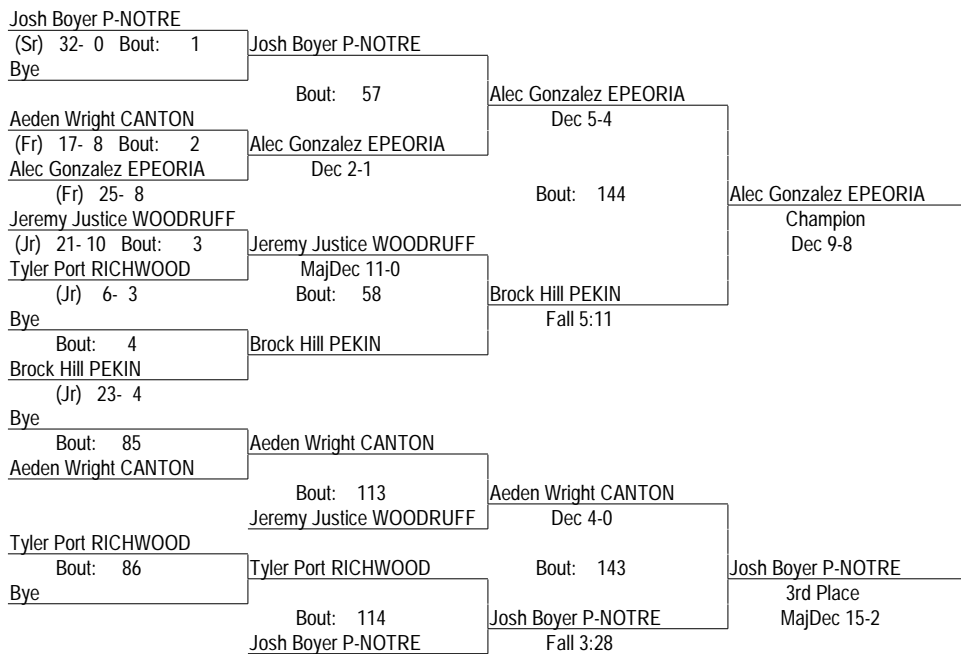 Josh Boyer P-NOTRE
(Sr) 32- 0 Bout: 1 Josh Boyer P-NOTRE
Bye
Bout: 57 Alec Gonzalez EPEORIA
Aeden Wright CANTON Dec 5-4
(Fr) 17- 8 Bout: 2 Alec Gonzalez EPEORIA
Alec Gonzalez EPEORIA Dec 2-1
(Fr) 25- 8 Bout: 144 Alec Gonzalez EPEORIA
Jeremy Justice WOODRUFF Champion
(Jr) 21- 10 Bout: 3 Jeremy Justice WOODRUFF Dec 9-8
Tyler Port RICHWOOD MajDec 11-0
(Jr) 6- 3 Bout: 58 Brock Hill PEKIN
Bye Fall 5:11
Bout: 4 Brock Hill PEKIN
Brock Hill PEKIN
(Jr) 23- 4
Bye
Bout: 85 Aeden Wright CANTON
Aeden Wright CANTON
Bout: 113 Aeden Wright CANTON
Jeremy Justice WOODRUFF Dec 4-0
Tyler Port RICHWOOD
Bout: 86 Tyler Port RICHWOOD Bout: 143 Josh Boyer P-NOTRE
Bye 3rd Place
Bout: 114 Josh Boyer P-NOTRE MajDec 15-2
Josh Boyer P-NOTRE Fall 3:28